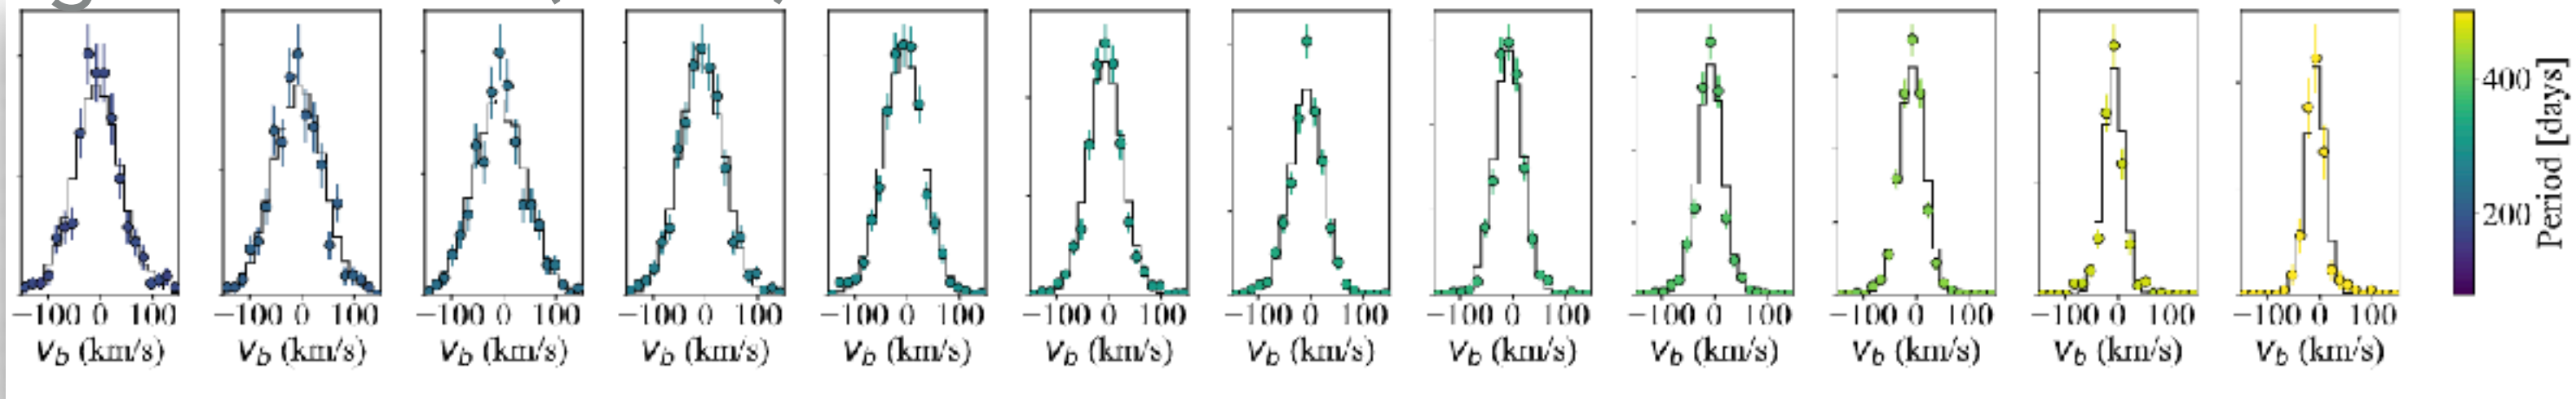 −100 0 100 −100 0 100 −100 0 100 −100 0 100 −100 0 100 −100 0 100 −100 0 100 −100 0 100 −100 0 100 −100 0 100 −100 0 100 −100 0 100
v_b (km/s) v_b (km/s) v_b (km/s) v_b (km/s) v_b (km/s) v_b (km/s) v_b (km/s) v_b (km/s) v_b (km/s) v_b (km/s) v_b (km/s) v_b (km/s)
400
200
Period [days]